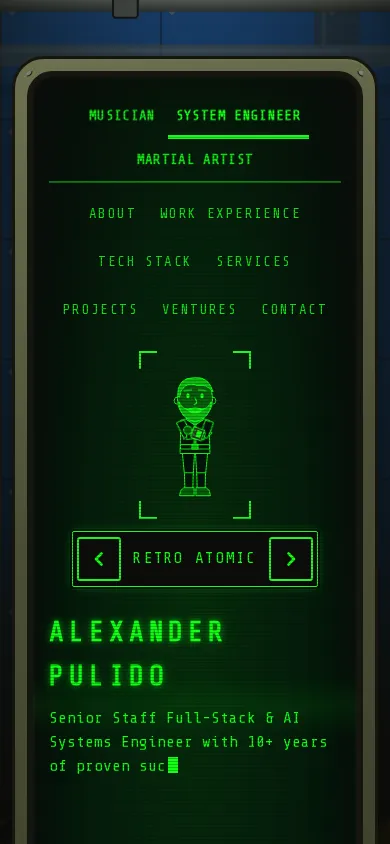 MUSICIAN SYSTEM ENGINEER
MARTIAL ARTIST
ABOUT WORK EXPERIENCE
TECH STACK SERVICES
PROJECTS VENTURES CONTACT
RETRO ATOMIC
ALEXANDER
PULIDO
Senior Staff Full-Stack & AI
Systems Engineer with 10+ years
of proven suc